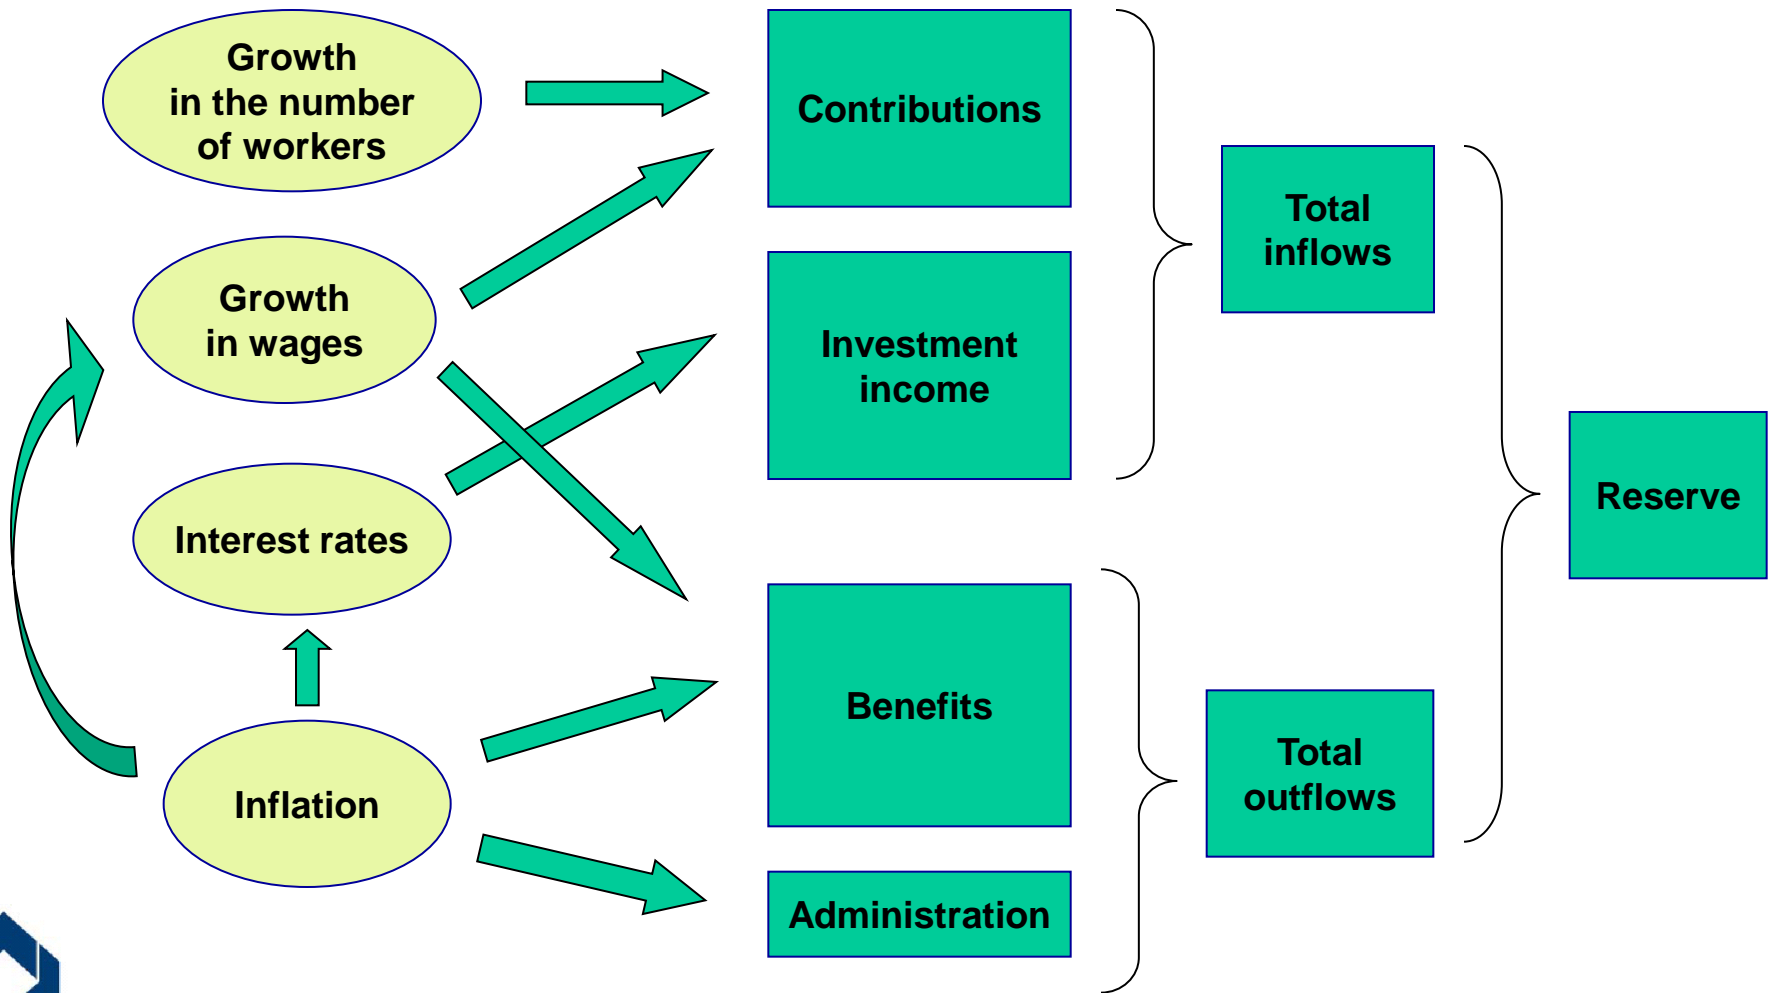 Growth
in the number
of workers
Growth
in wages
Interest rates
Inflation
Contributions
Investment
income
Benefits
Administration
Total
inflows
Total
outflows
Reserve